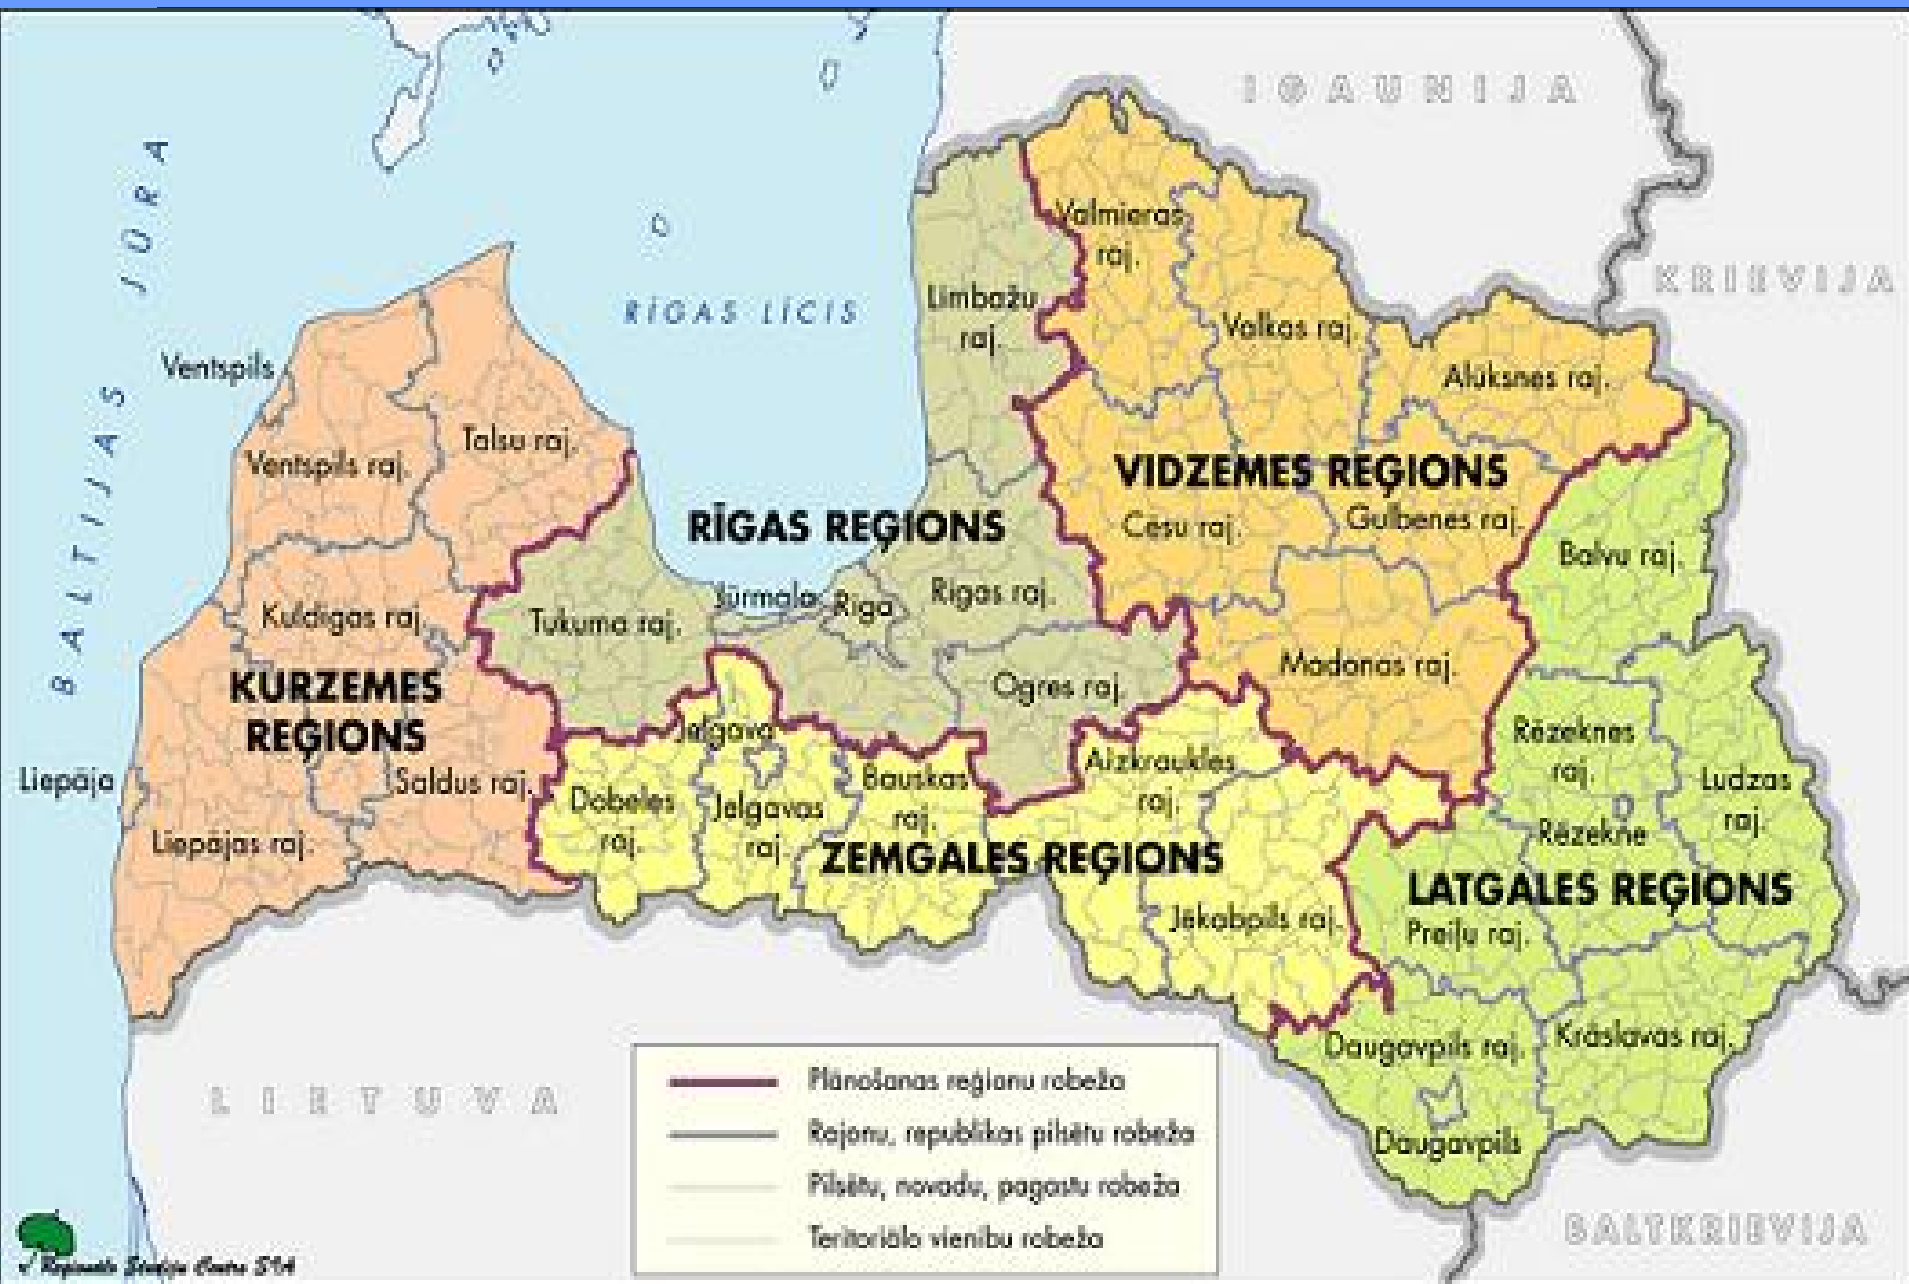 IGAUNIJA
KRIEVIJA
BALTIJAS JŪRA
RĪGAS LĪCIS
Valmieras
raj.
Limbažu
raj.
Valkas raj.
Alūksnes raj.
Ventspils
Talsu raj.
Ventspils raj.
VIDZEMES REĢIONS
RĪGAS REĢIONS
Cēsu raj.
Gulbenes raj.
Balvu raj.
Jūrmala
Rīga
Rīgas raj.
Kuldīgas raj.
Tukuma raj.
Madonas raj.
KURZEMES
REĢIONS
Ogres raj.
Jelgava
Rēzeknes
raj.
Liepāja
Saldus raj.
Dobeles
raj.
Jelgavas
raj.
Bauskas
raj.
Aizkraukles
raj.
Ludzas
raj.
Rēzekne
Liepājas raj.
ZEMGALES REĢIONS
LATGALES REĢIONS
Jēkabpils raj.
Preiļu raj.
Daugavpils raj.
Krāslavas raj.
Daugavpils
LIETUVA
BALTKRIEVIJA
Plānošanas reģionu robeža
Rajonu, republikas pilsētu robeža
Pilsētu, novadu, pagastu robeža
Teritoriālo vienību robeža